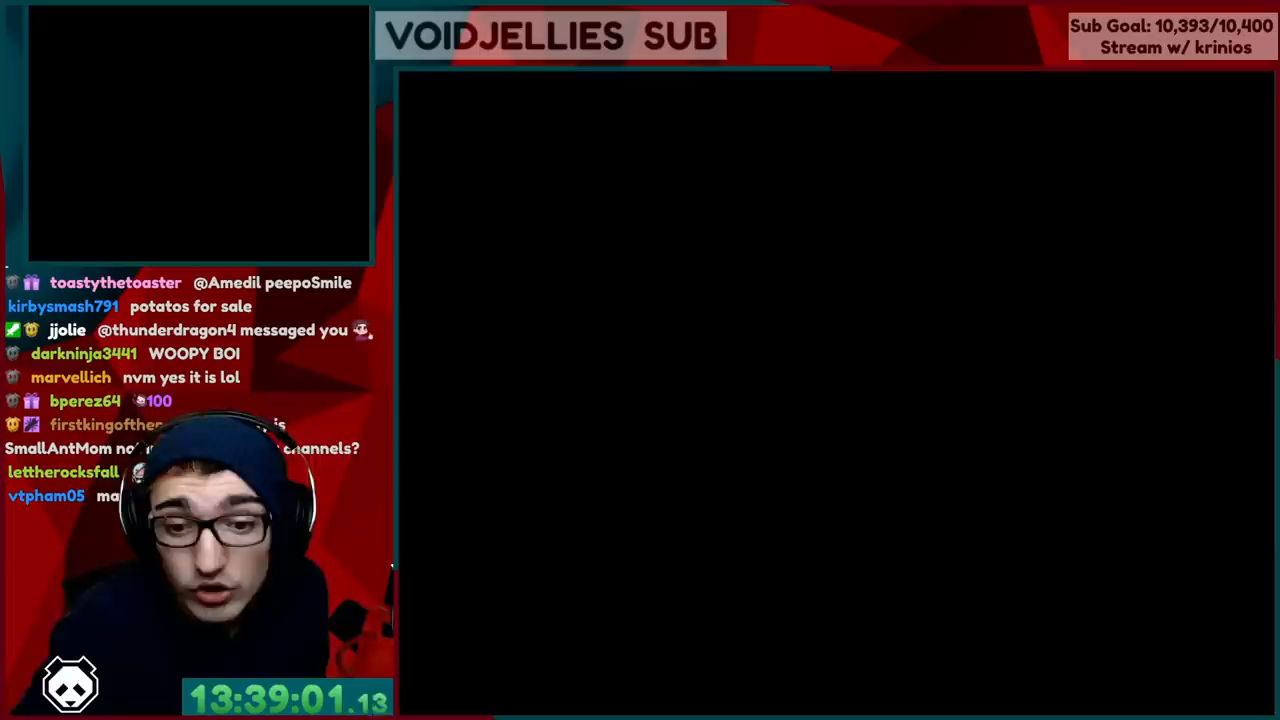 VOIDJELLIES SUB
Sub Goal: 10,393/10,400
Stream w/ krinios
toastythetoaster @Amedil peepoSmile
kirbysmash791 potatos for sale
jjolie @thunderdragon4 messaged you
darkninja3441 WOOPY BOI
marvellich nvm yes it is lol
bperez64 100
is
SmallAntMom channels?
lettherocksfall
vtpham05
13:39:01.13